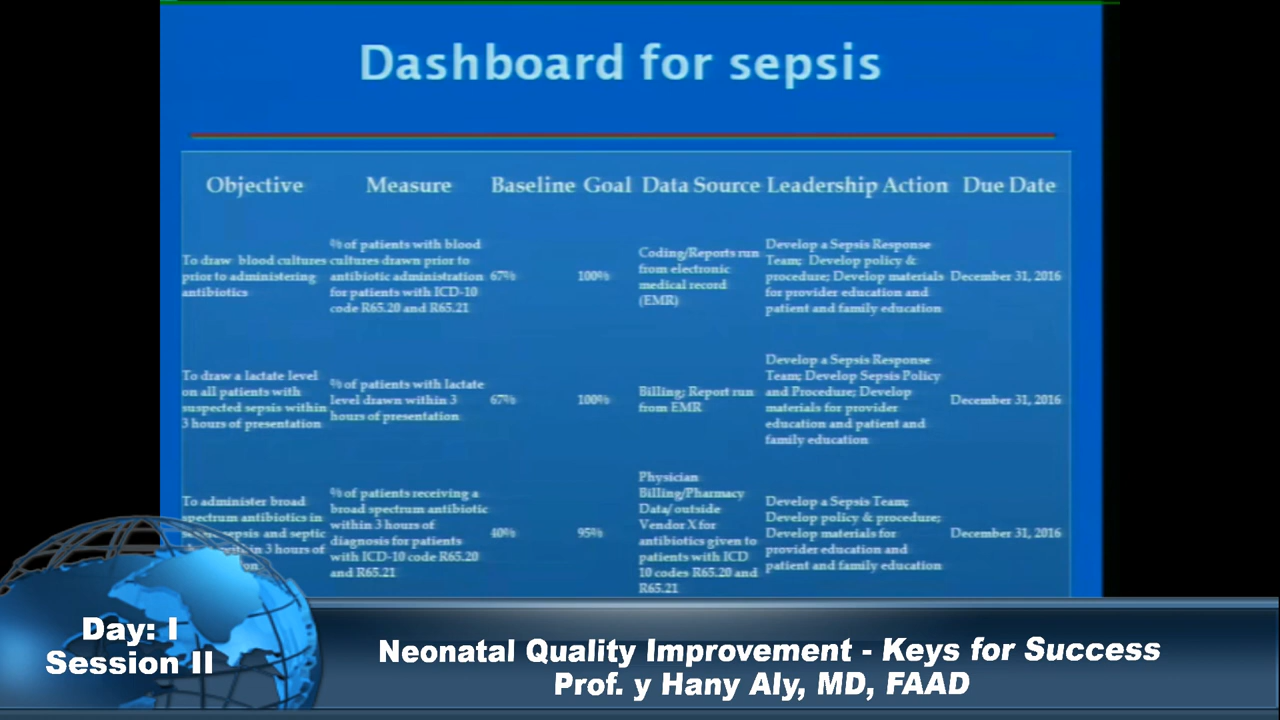 Dashboard for sepsis
Objective Measure Baseline Goal Data Source Leadership Action Due Date
To draw blood cultures
prior to administering
antibiotics
% of patients with blood
cultures drawn prior to
antibiotic administration
for patients with ICD-10
code R65.20 and R65.21
67%
100%
Coding/Reports run
from electronic
medical record
(EMR)
Develop a Sepsis Response
Team; Develop policy &
procedure; Develop materials
for provider education and
patient and family education
December 31, 2016
To draw a lactate level
on all patients with
suspected sepsis within
3 hours of presentation
% of patients with lactate
level drawn within 3
hours of presentation
67%
100%
Billing; Report run
from EMR
Develop a Sepsis Response
Team; Develop Sepsis Policy
and Procedure; Develop
materials for provider
education and patient and
family education
December 31, 2016
To administer broad
spectrum antibiotics in
sepsis and septic
in 3 hours of
% of patients receiving a
broad spectrum antibiotic
within 3 hours of
diagnosis for patients
with ICD-10 code R65.20
and R65.21
40%
95%
Physician
Billing/Pharmacy
Data/ outside
Vendor X for
antibiotics given to
patients with ICD
10 codes R65.20 and
R65.21
Develop a Sepsis Team;
Develop policy & procedure;
Develop materials for
provider education and
patient and family education
December 31, 2016
Day: I
Session II
Neonatal Quality Improvement - Keys for Success
Prof. y Hany Aly, MD, FAAD